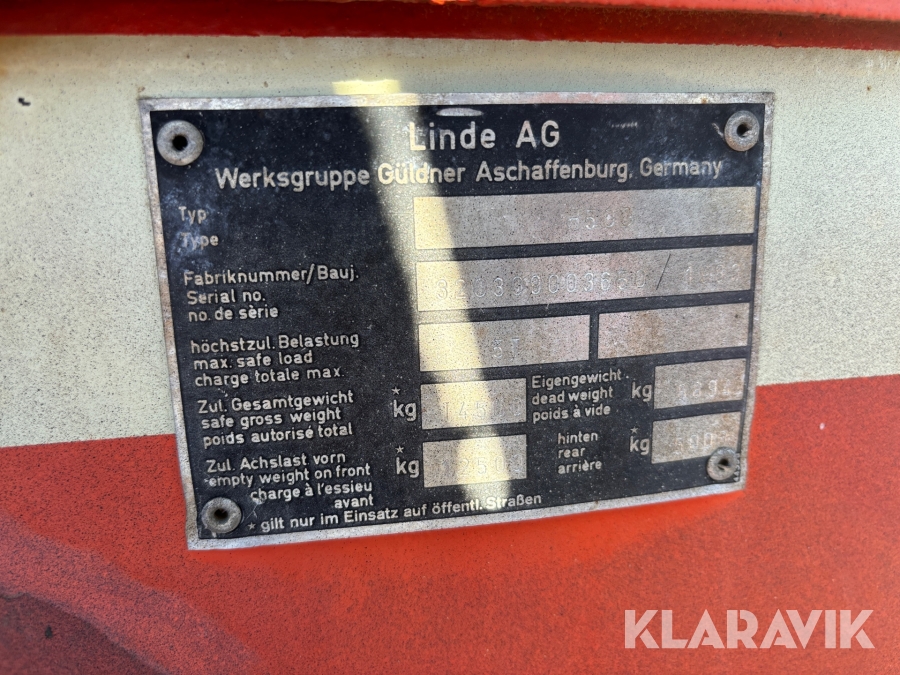 Linde AG
Werksgruppe Güldner Aschaffenburg, Germany
Typ
Type
Fabriknummer/Bauj.
Serial no.
no. de sèrie
höchstzul. Belastung
max. safe load
charge totale max.
Zul. Gesamtgewicht
safe gross weight
poids autorisé total
* kg
Eigengewicht
dead weight
poids à vide
kg
Zul. Achslast vorn
empty weight on front
charge à l'essieu
avant
* kg
hinten
rear
arrière
* kg
* gilt nur im Einsatz auf öffentl. Straßen
KLARAVIK